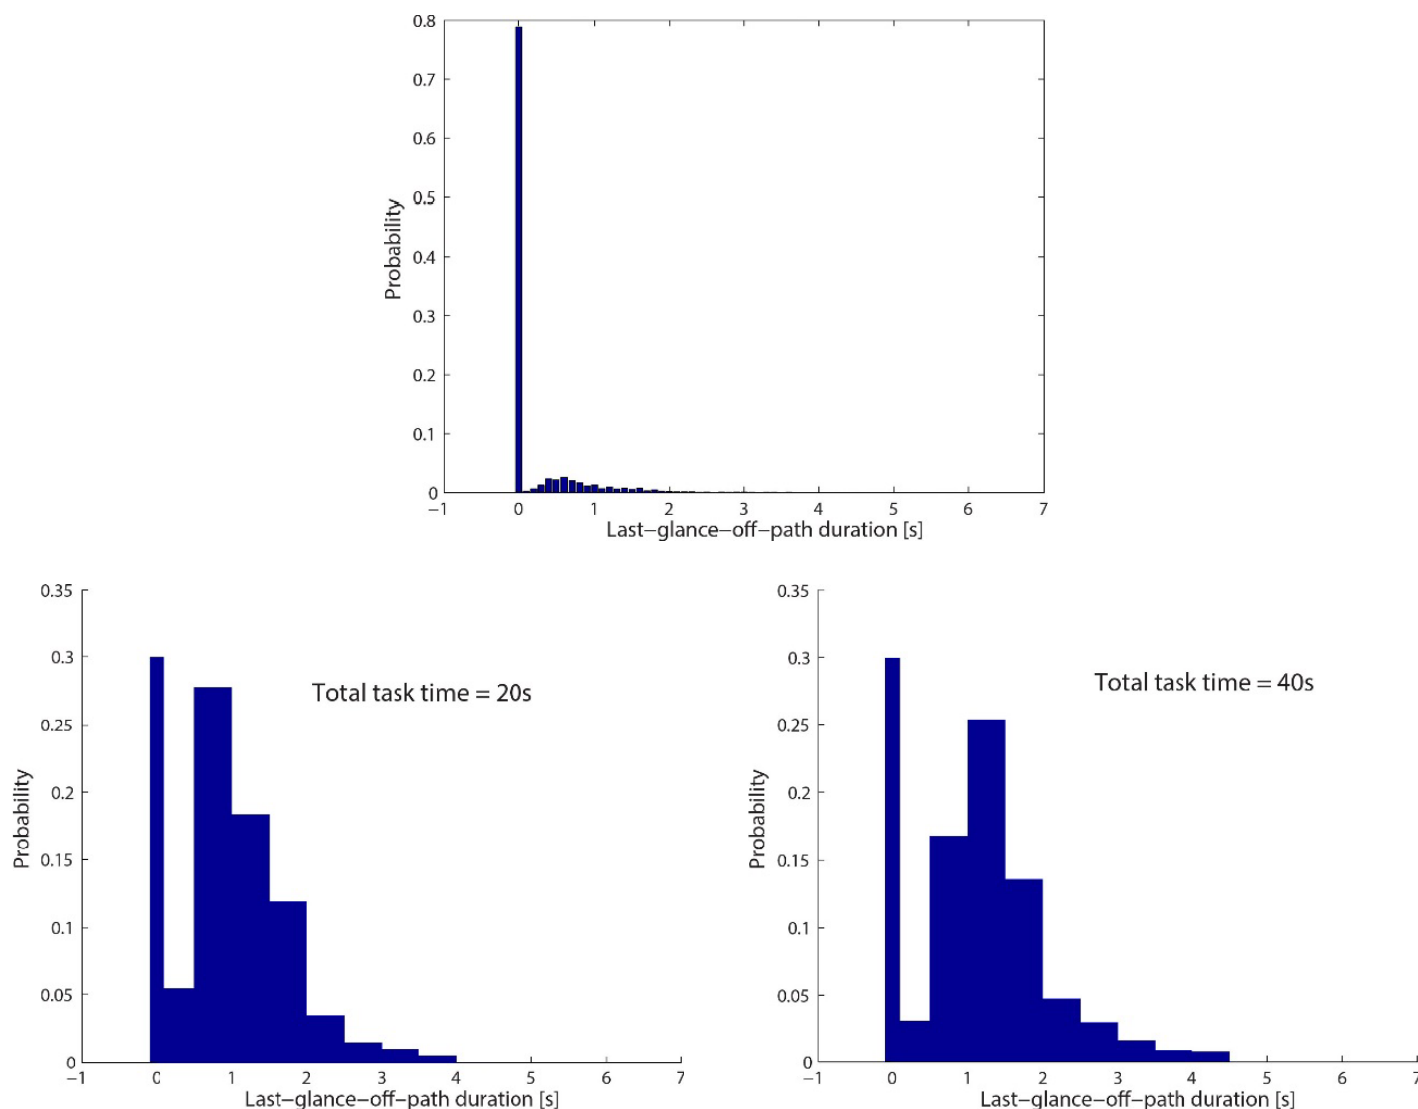 0.8
0.7
0.6
0.5
0.4
0.3
0.2
0.1
0
Probability
−1 0 1 2 3 4 5 6 7
Last−glance−off−path duration [s]
0.35
0.3
0.25
0.2
0.15
0.1
0.05
0
Probability
Total task time = 20s
−1 0 1 2 3 4 5 6 7
Last−glance−off−path duration [s]
0.35
0.3
0.25
0.2
0.15
0.1
0.05
0
Probability
Total task time = 40s
−1 0 1 2 3 4 5 6 7
Last−glance−off−path duration [s]